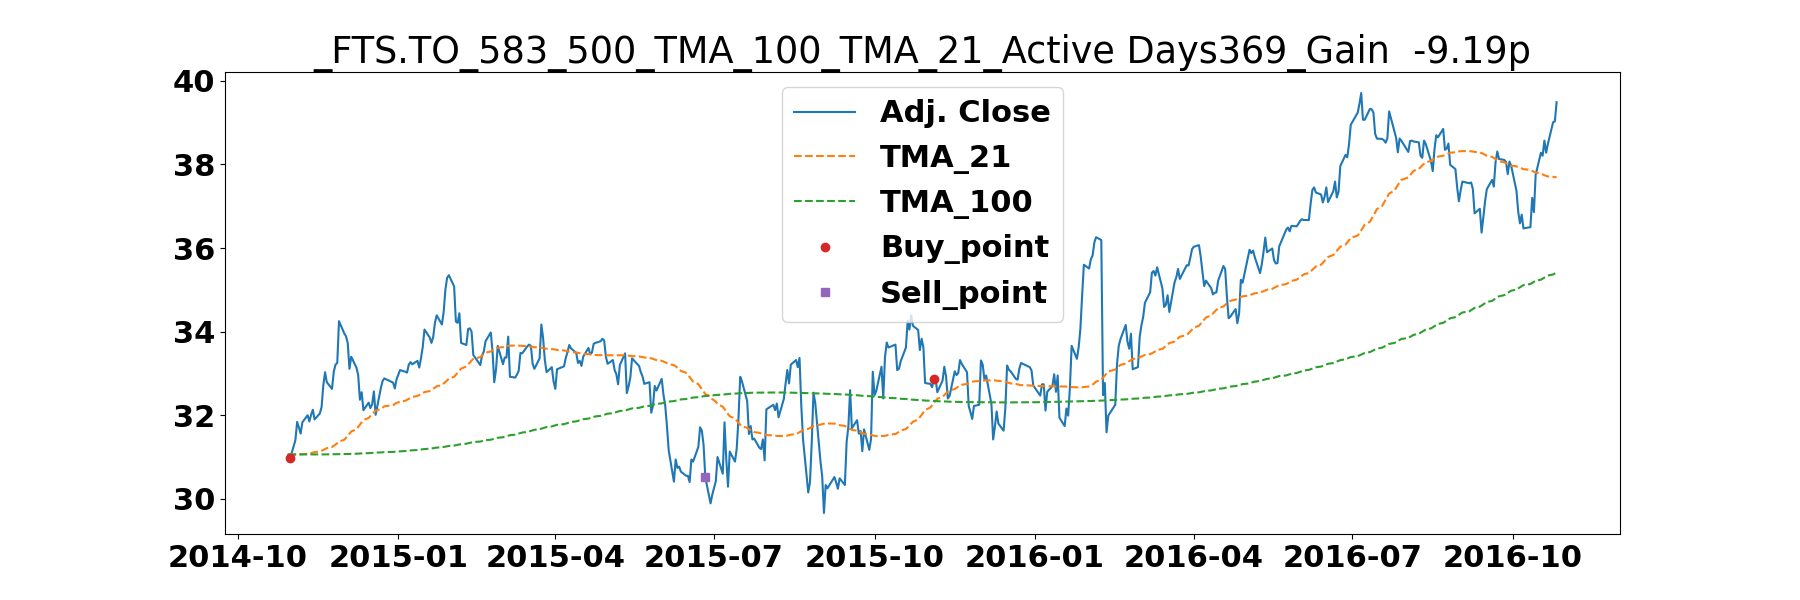 _FTS.TO_583_500_TMA_100_TMA_21_Active Days369_Gain  -9.19p
40
38
36
34
32
30
Adj. Close
TMA_21
TMA_100
Buy_point
Sell_point
2014-10 2015-01 2015-04 2015-07 2015-10 2016-01 2016-04 2016-07 2016-10